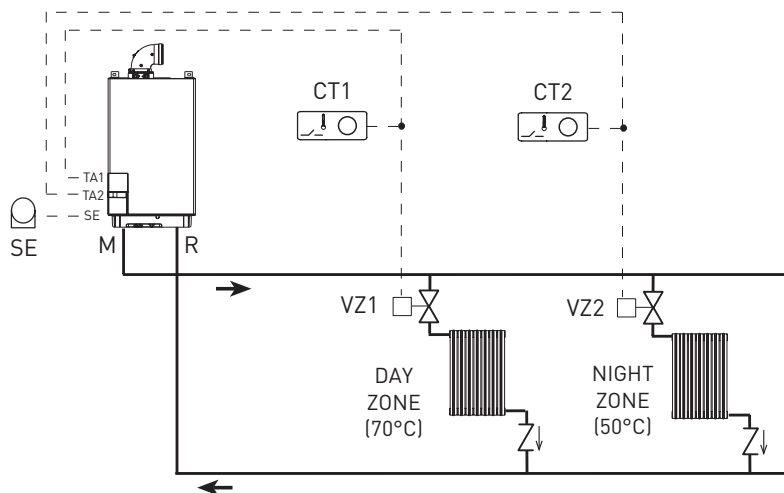 CT1
CT2
TA1
TA2
SE
SE
M
R
VZ1
VZ2
DAY
ZONE
(70°C)
NIGHT
ZONE
(50°C)